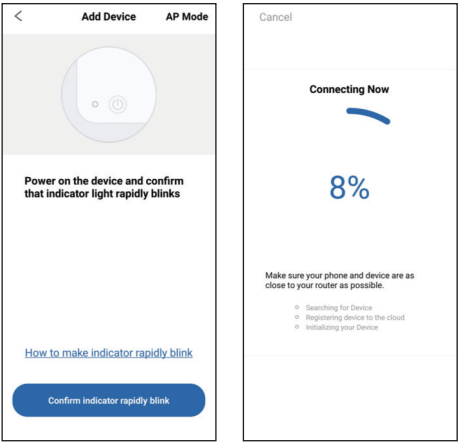 Add Device
AP Mode
Power on the device and confirm
that indicator light rapidly blinks
How to make indicator rapidly blink
Confirm indicator rapidly blink
Cancel
Connecting Now
8%
Make sure your phone and device are as
close to your router as possible.
Searching for Device
Registering device to the cloud
Initializing your Device